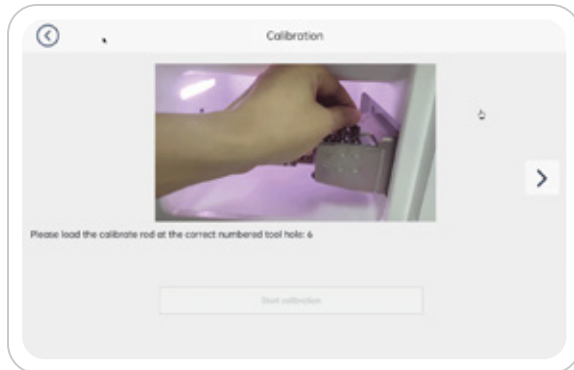 Calibration
Please load the calibrate rod at the correct numbered tool hole: 6
Start calibration